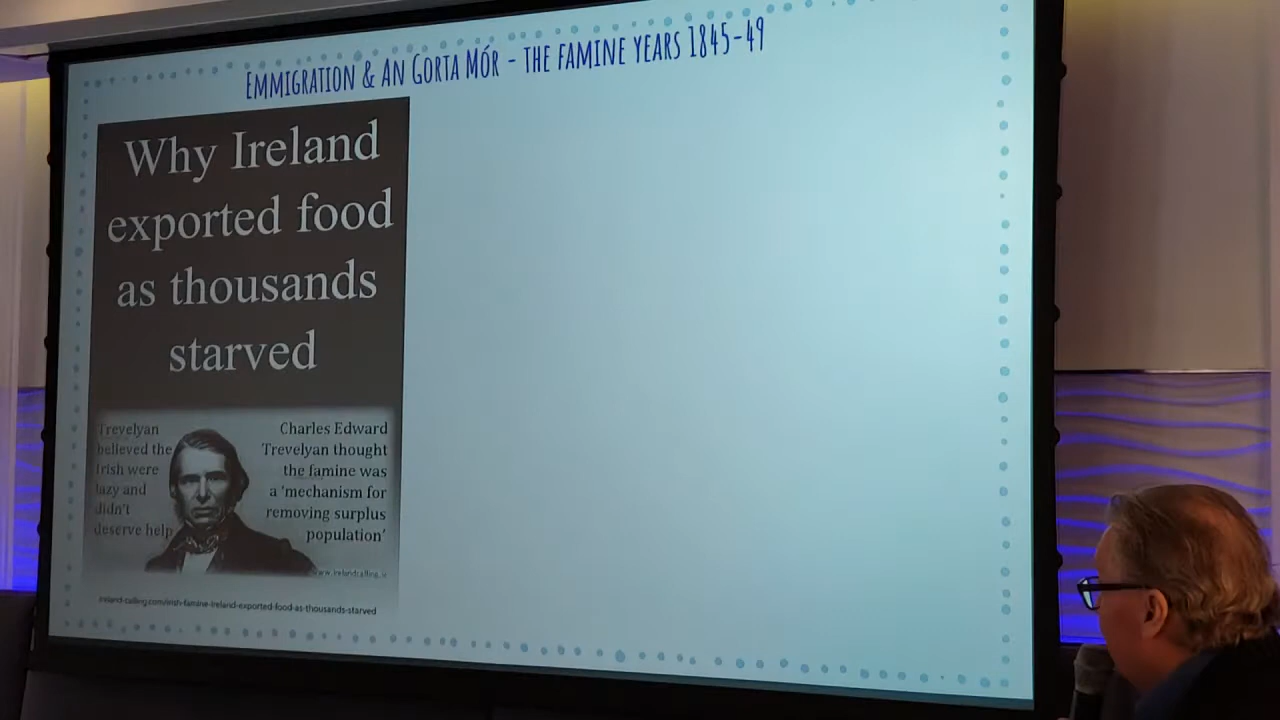 EMMIGRATION & AN GORTA MÓR - THE FAMINE YEARS 1845-49
Why Ireland
exported food
as thousands
starved
Trevelyan
believed the
Irish were
lazy and
didn't
deserve help
Charles Edward
Trevelyan thought
the famine was
a 'mechanism for
removing surplus
population'
www.irelandcalling.ie
ireland-calling.com/irish-famine-ireland-exported-food-as-thousands-starved